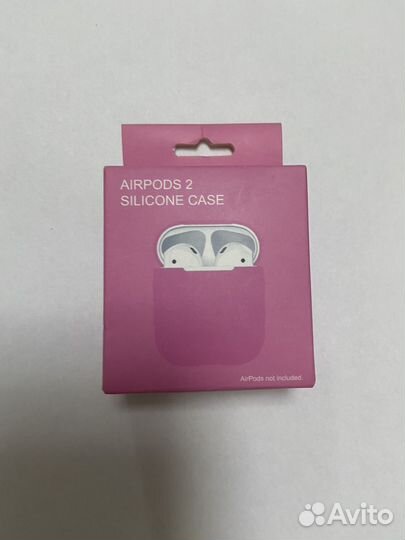 AIRPODS 2
SILICONE CASE
AirPods not included.
Avito